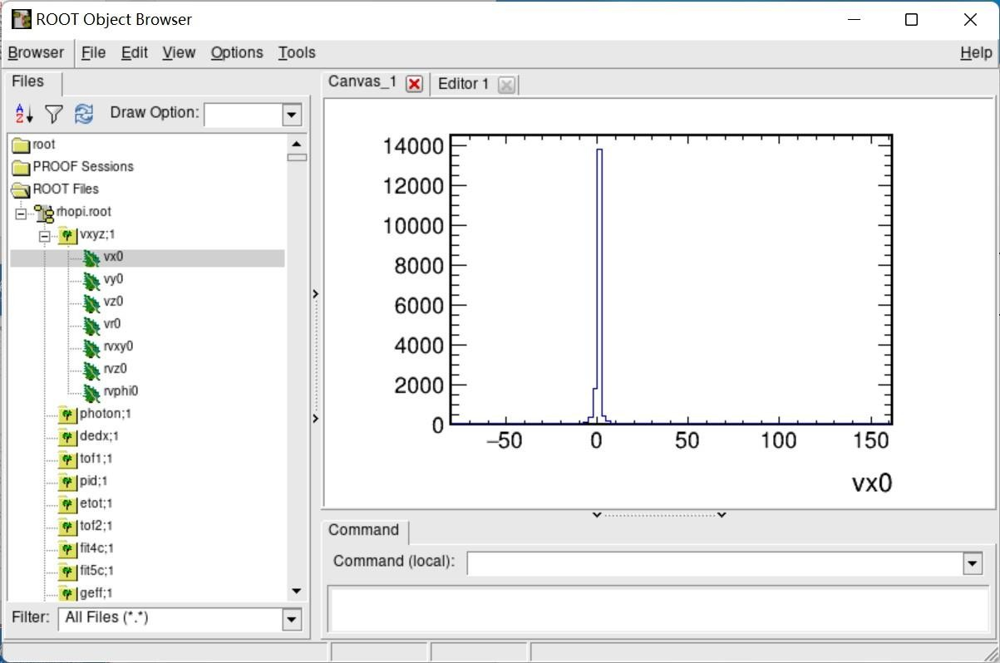 ROOT Object Browser
Browser File Edit View Options Tools Help
Files
Draw Option:
root
PROOF Sessions
ROOT Files
rhopi.root
vxyz;1
vx0
vy0
vz0
vr0
rvxy0
rvz0
rvphi0
photon;1
dedx;1
tof1;1
pid;1
etot;1
tof2;1
fit4c;1
fit5c;1
geff;1
Filter: All Files (*.*)
Canvas_1 Editor 1
14000
12000
10000
8000
6000
4000
2000
0
−50 0 50 100 150
vx0
Command
Command (local):